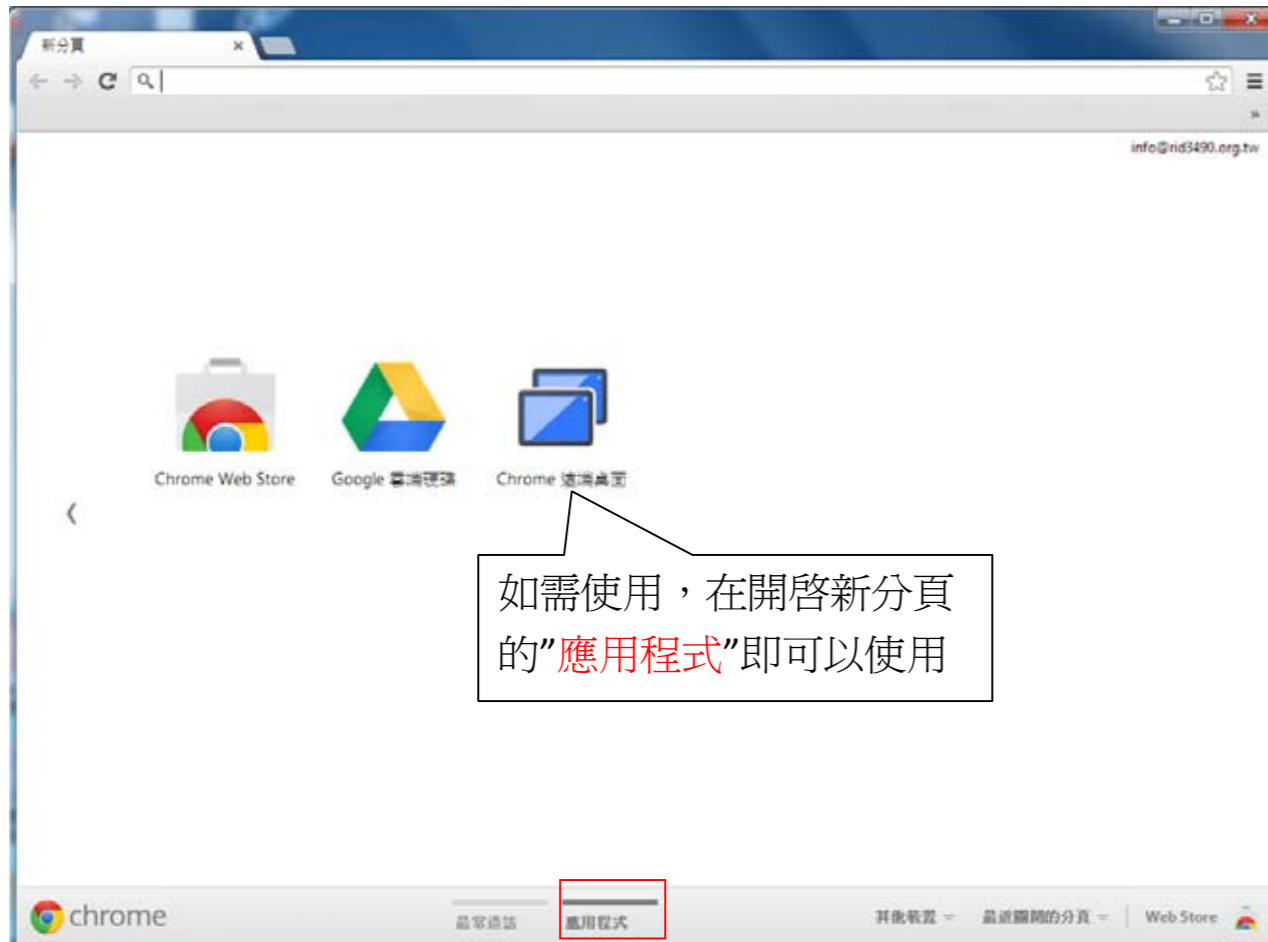 新分頁
info@rid3490.org.tw
Chrome Web Store
Google 雲端硬碟
Chrome 遠端桌面
如需使用，在開啓新分頁
的"應用程式"即可以使用
chrome
最常造訪
應用程式
其他裝置
最近關閉的分頁
Web Store